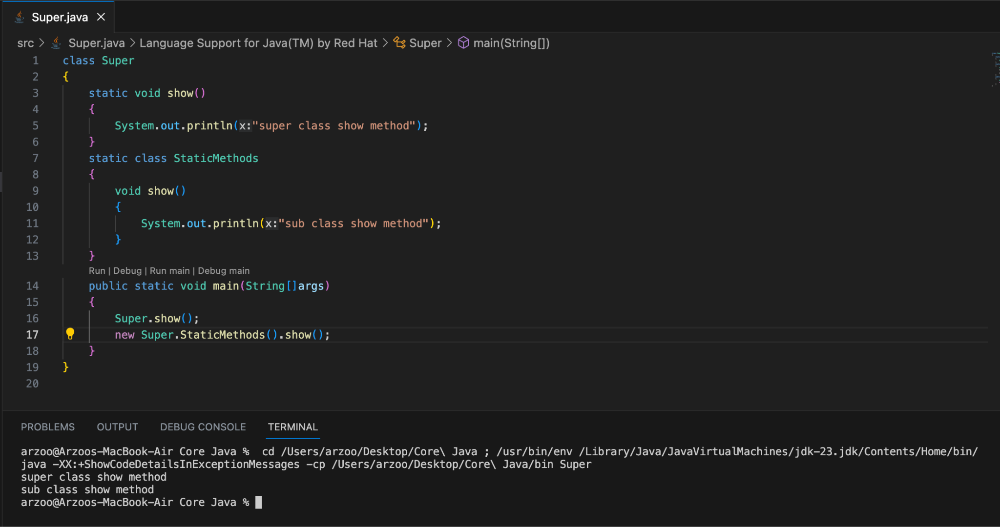 Super.java
src > Super.java > Language Support for Java(TM) by Red Hat > Super > main(String[])
1 class Super
2 {
3 static void show()
4 {
5 System.out.println(x:"super class show method");
6 }
7 static class StaticMethods
8 {
9 void show()
10 {
11 System.out.println(x:"sub class show method");
12 }
13 }
Run | Debug | Run main | Debug main
14 public static void main(String[]args)
15 {
16 Super.show();
17 new Super.StaticMethods().show();
18 }
19 }
20
PROBLEMS OUTPUT DEBUG CONSOLE TERMINAL
arzoo@Arzoos-MacBook-Air Core Java % cd /Users/arzoo/Desktop/Core\ Java ; /usr/bin/env /Library/Java/JavaVirtualMachines/jdk-23.jdk/Contents/Home/bin/
java -XX:+ShowCodeDetailsInExceptionMessages -cp /Users/arzoo/Desktop/Core\ Java/bin Super
super class show method
sub class show method
arzoo@Arzoos-MacBook-Air Core Java %